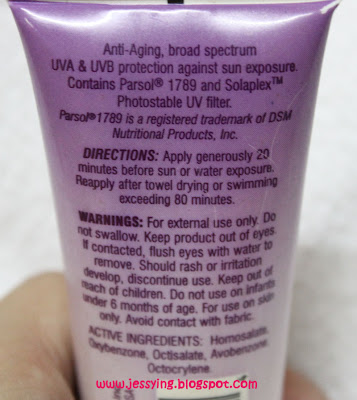 Anti-Aging, broad spectrum
UVA & UVB protection against sun exposure.
Contains Parsol® 1789 and Solaplex™
Photostable UV filter.
Parsol® 1789 is a registered trademark of DSM
Nutritional Products, Inc.
DIRECTIONS: Apply generously 20
minutes before sun or water exposure.
Reapply after towel drying or swimming
exceeding 80 minutes.
WARNINGS: For external use only. Do
not swallow. Keep product out of eyes.
If contacted, flush eyes with water to
remove. Should rash or irritation
develop, discontinue use. Keep out of
reach of children. Do not use on infants
under 6 months of age. For use on skin
only. Avoid contact with fabric.
ACTIVE INGREDIENTS: Homosalate,
Oxybenzone, Octisalate, Avobenzone,
Octocrylene.
www.jessying.blogspot.com